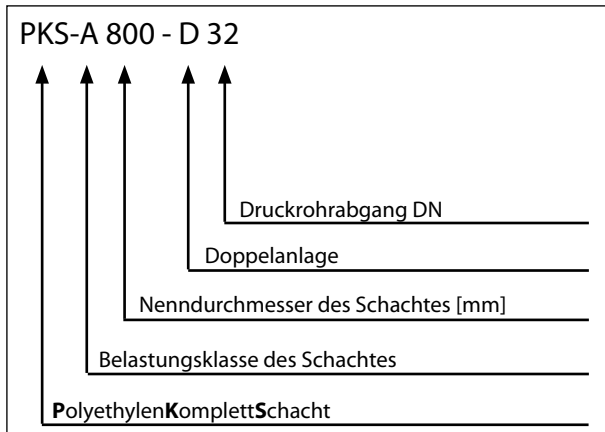 PKS-A 800 - D 32
Druckrohrabgang DN
Doppelanlage
Nenndurchmesser des Schachtes [mm]
Belastungsklasse des Schachtes
PolyethylenKomplettSchacht